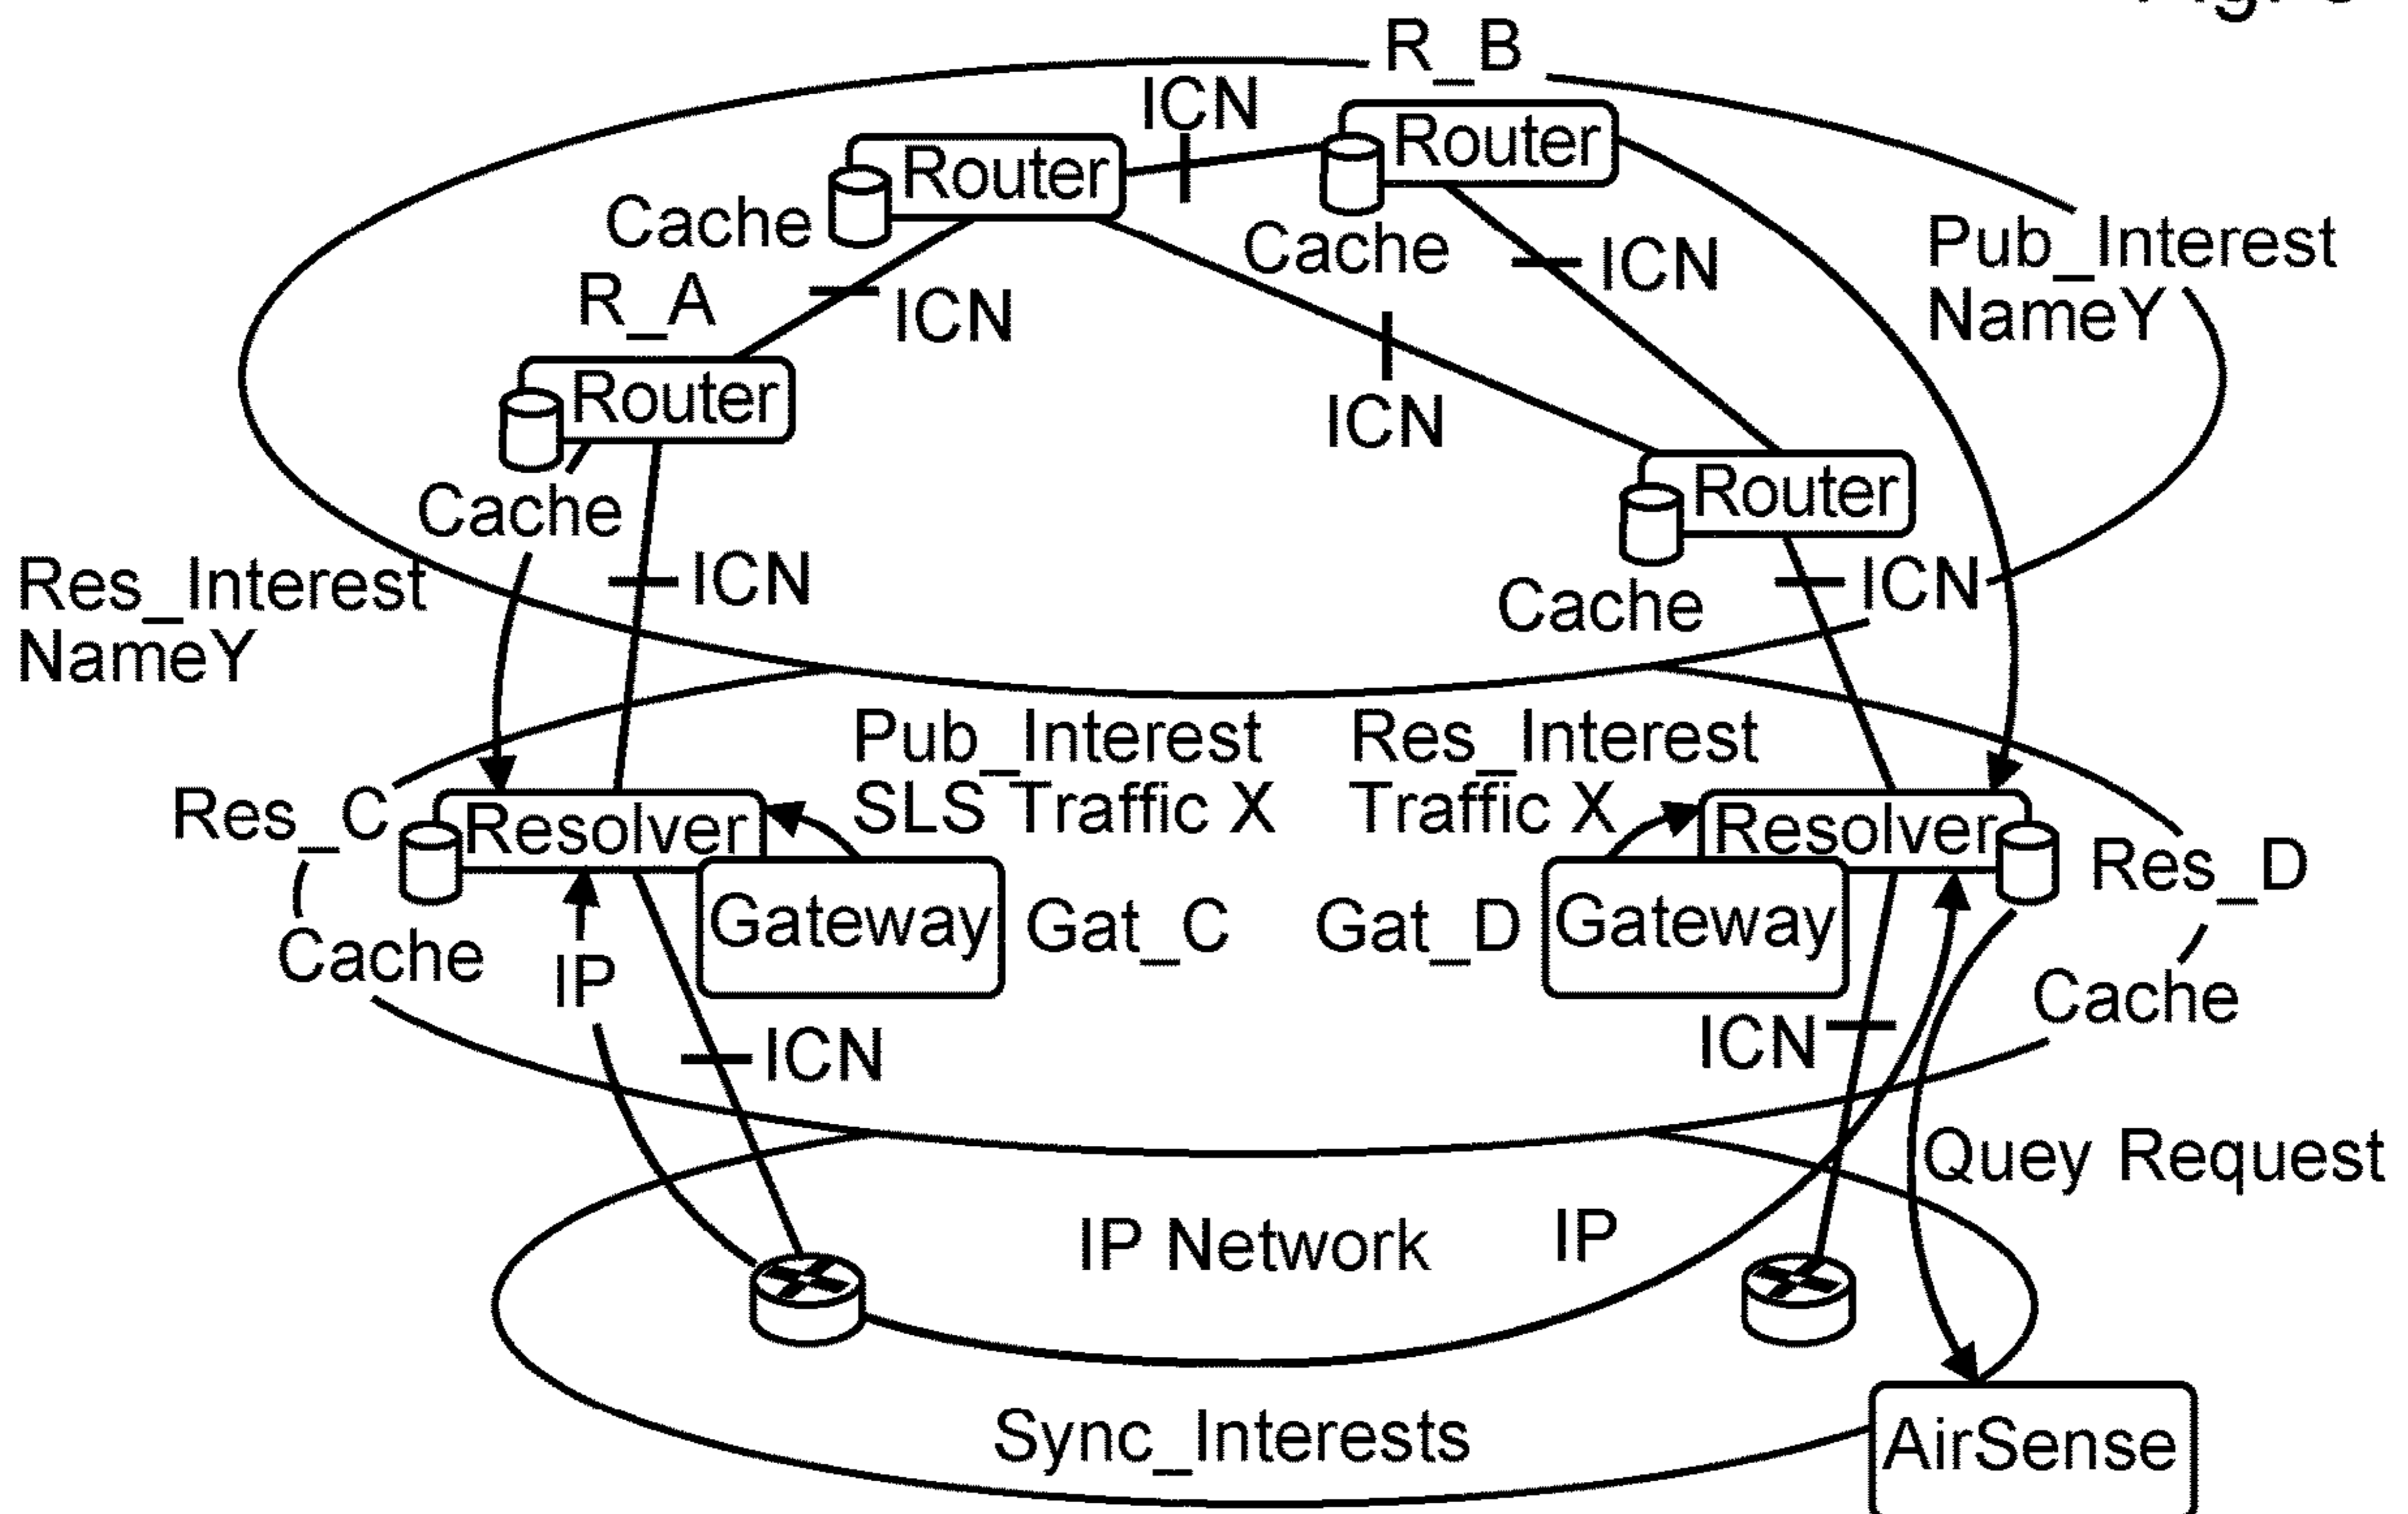 R_B
ICN
Router
Router
Cache
Cache
ICN
Pub_Interest
NameY
R_A
ICN
Router
ICN
Router
Cache
Res_Interest
NameY
ICN
ICN
Cache
Pub_Interest
SLS Traffic X
Res_Interest
Traffic X
Res_C
Resolver
Resolver
Res_D
Gateway
Gat_C
Gat_D
Gateway
Cache
IP
Cache
ICN
ICN
Quey Request
IP Network
IP
Sync_Interests
AirSense